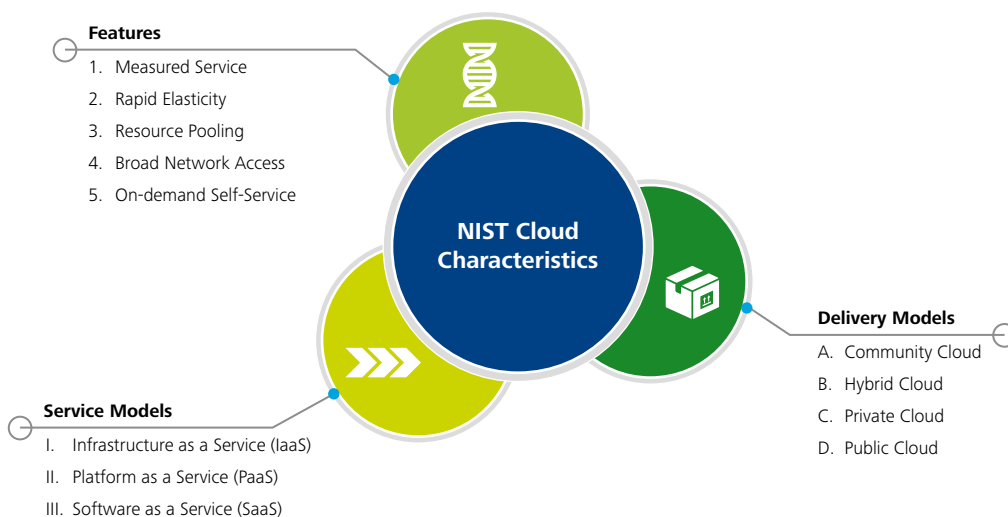 Features
1. Measured Service
2. Rapid Elasticity
3. Resource Pooling
4. Broad Network Access
5. On-demand Self-Service
NIST Cloud
Characteristics
Delivery Models
A. Community Cloud
B. Hybrid Cloud
C. Private Cloud
D. Public Cloud
Service Models
I. Infrastructure as a Service (IaaS)
II. Platform as a Service (PaaS)
III. Software as a Service (SaaS)